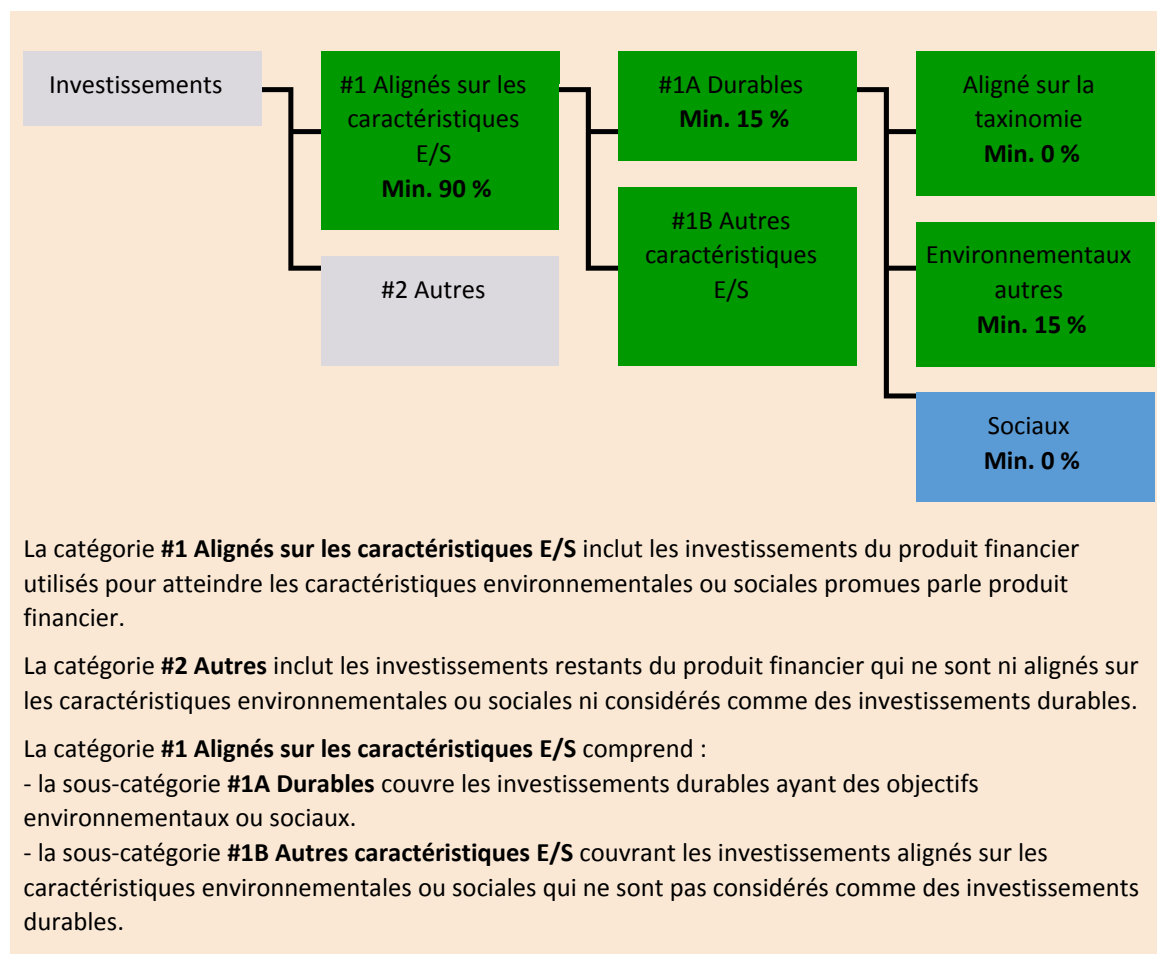 Investissements
#1 Alignés sur les
caractéristiques
E/S
Min. 90 %
#2 Autres
#1A Durables
Min. 15 %
#1B Autres
caractéristiques
E/S
Aligné sur la
taxinomie
Min. 0 %
Environnementaux
autres
Min. 15 %
Sociaux
Min. 0 %
La catégorie #1 Alignés sur les caractéristiques E/S inclut les investissements du produit financier
utilisés pour atteindre les caractéristiques environnementales ou sociales promues parle produit
financier.
La catégorie #2 Autres inclut les investissements restants du produit financier qui ne sont ni alignés sur
les caractéristiques environnementales ou sociales ni considérés comme des investissements durables.
La catégorie #1 Alignés sur les caractéristiques E/S comprend :
- la sous-catégorie #1A Durables couvre les investissements durables ayant des objectifs
environnementaux ou sociaux.
- la sous-catégorie #1B Autres caractéristiques E/S couvrant les investissements alignés sur les
caractéristiques environnementales ou sociales qui ne sont pas considérés comme des investissements
durables.